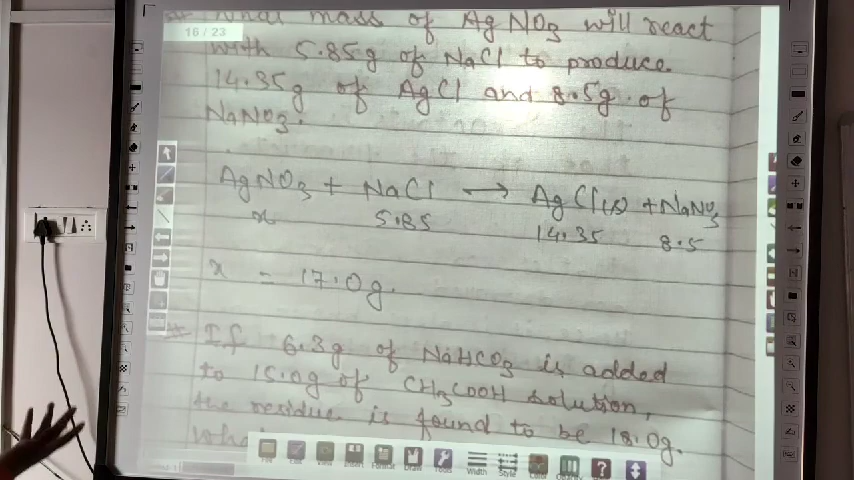 What mass of AgNO3 will react
16 / 23
with 5.85g of NaCl to produce
14.35g of AgCl and 8.5g of
NaNO3.
AgNO3 + NaCl → AgCl(s) + NaNO3
x 5.85 14.35 8.5
x = 17.0g.
If 6.3g of NaHCO3 is added
to 15.0g of CH3COOH solution,
the residue is found to be 18.0g.
Width
Style
Color